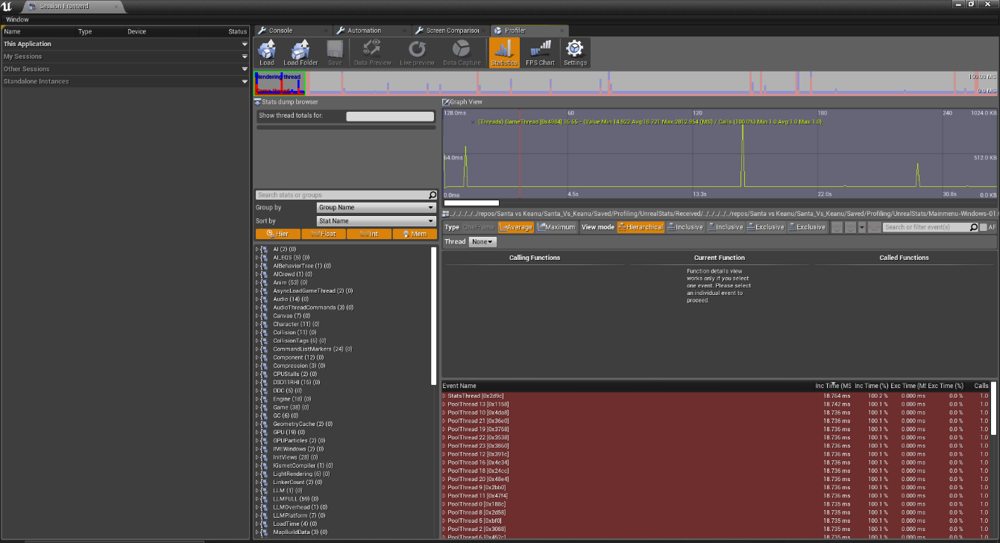 Session Frontend
Window
Name Type Device Status
This Application
My Sessions
Other Sessions
Standalone Instances
Console Automation Screen Comparison Profiler
Load Load Folder Save Data Preview Live preview Data Capture Statistics FPS Chart Settings
Rendering thread 150.00 MS
Game thread 0.0 MS
Stats dump browser
Show thread totals for:
Graph View
128.0ms 60 120 180 240 1024.0 KB
(Threads) GameThread [0x4984] 16.65 - (Value Min:14.922 Avg:18.721 Max:2812.954 (MS) / Calls (100.0%) Min:1.0 Avg:1.0 Max:1.0)
64.0ms 512.0 KB
0.0ms 4.5s 13.3s 22.0s 30.8s 0.0 KB
Search stats or groups
Group by Group Name
Sort by Stat Name
Hier Float Int Mem
../../../../../repos/Santa vs Keanu/Santa_Vs_Keanu/Saved/Profiling/UnrealStats/Received/../../../../../repos/Santa vs Keanu/Santa_Vs_Keanu/Saved/Profiling/UnrealStats/Mainmenu-Windows-01.
Type OneFrame Average Maximum View mode Hierarchical Inclusive Inclusive Exclusive Exclusive Search or filter event(s) AF
Thread None
Calling Functions Current Function Called Functions
Function details view
works only if you select
one event. Please select
an individual event to
proceed.
AI (2) (0)
AI_EQS (5) (0)
AIBehaviorTree (1) (0)
AICrowd (1) (0)
Anim (53) (0)
AsyncLoadGameThread (2) (0)
Audio (14) (0)
AudioThreadCommands (3) (0)
Canvas (7) (0)
Character (11) (0)
Collision (11) (0)
CollisionTags (6) (0)
CommandListMarkers (24) (0)
Component (12) (0)
Compression (3) (0)
CPUStalls (2) (0)
D3D11RHI (15) (0)
DDC (5) (0)
Engine (18) (0)
Game (38) (0)
GC (6) (0)
GeometryCache (2) (0)
GPU (19) (0)
GPUParticles (2) (0)
IMEWindows (2) (0)
InitViews (28) (0)
KismetCompiler (1) (0)
LightRendering (6) (0)
LinkerCount (2) (0)
LLM (1) (0)
LLMFULL (59) (0)
LLMOverhead (1) (0)
LLMPlatform (7) (0)
LoadTime (4) (0)
MapBuildData (3) (0)
Event Name Inc Time (MS Inc Time (%) Exc Time (MS Exc Time (%) Calls
StatsThread [0x2d9c] 18.764 ms 100.2 % 0.000 ms 0.0 % 1.0
PoolThread 13 [0x1158] 18.742 ms 100.1 % 0.000 ms 0.0 % 1.0
PoolThread 10 [0x4da8] 18.736 ms 100.1 % 0.000 ms 0.0 % 1.0
PoolThread 21 [0x36e0] 18.736 ms 100.1 % 0.000 ms 0.0 % 1.0
PoolThread 19 [0x3768] 18.736 ms 100.1 % 0.000 ms 0.0 % 1.0
PoolThread 22 [0x3538] 18.736 ms 100.1 % 0.000 ms 0.0 % 1.0
PoolThread 23 [0x3860] 18.736 ms 100.1 % 0.000 ms 0.0 % 1.0
PoolThread 12 [0x391c] 18.736 ms 100.1 % 0.000 ms 0.0 % 1.0
PoolThread 16 [0x4e34] 18.736 ms 100.1 % 0.000 ms 0.0 % 1.0
PoolThread 18 [0x24cc] 18.736 ms 100.1 % 0.000 ms 0.0 % 1.0
PoolThread 20 [0x48e4] 18.736 ms 100.1 % 0.000 ms 0.0 % 1.0
PoolThread 9 [0x2bb0] 18.736 ms 100.1 % 0.000 ms 0.0 % 1.0
PoolThread 11 [0x47f4] 18.736 ms 100.1 % 0.000 ms 0.0 % 1.0
PoolThread 0 [0x188c] 18.735 ms 100.1 % 0.000 ms 0.0 % 1.0
PoolThread 8 [0x2d58] 18.735 ms 100.1 % 0.000 ms 0.0 % 1.0
PoolThread 5 [0xbf0] 18.735 ms 100.1 % 0.000 ms 0.0 % 1.0
PoolThread 2 [0x3088] 18.735 ms 100.1 % 0.000 ms 0.0 % 1.0
PoolThread 6 [0x452c] 18.735 ms 100.1 % 0.000 ms 0.0 % 1.0